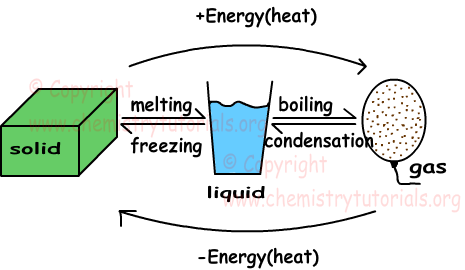 +Energy(heat)
© Copyright
melting
boiling
www.chemistrytutorials.org
solid
freezing
condensation
© Copyright
gas
liquid
www.chemistrytutorials.org
-Energy(heat)